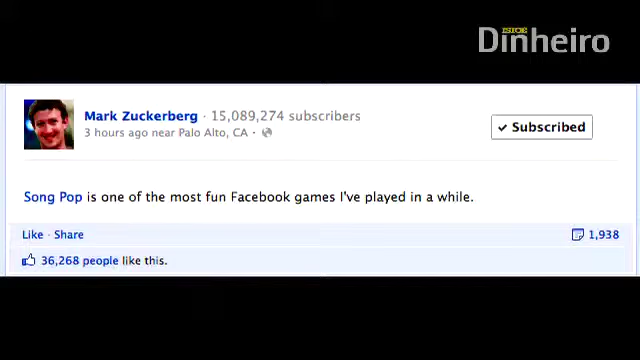 ISTOÉ
Dinheiro
Mark Zuckerberg · 15,089,274 subscribers
3 hours ago near Palo Alto, CA ·
✔ Subscribed
Song Pop is one of the most fun Facebook games I've played in a while.
Like · Share
1,938
36,268 people like this.